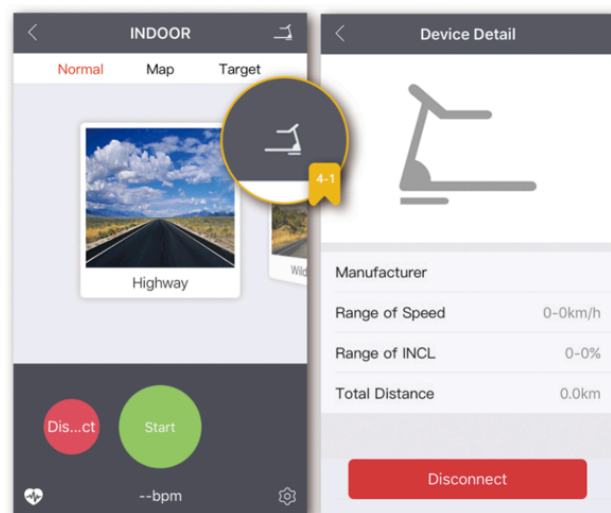 INDOOR
Normal Map Target
4-1
Highway
Wild
Dis...ct
Start
--bpm
Device Detail
Manufacturer
Range of Speed 0-0km/h
Range of INCL 0-0%
Total Distance 0.0km
Disconnect